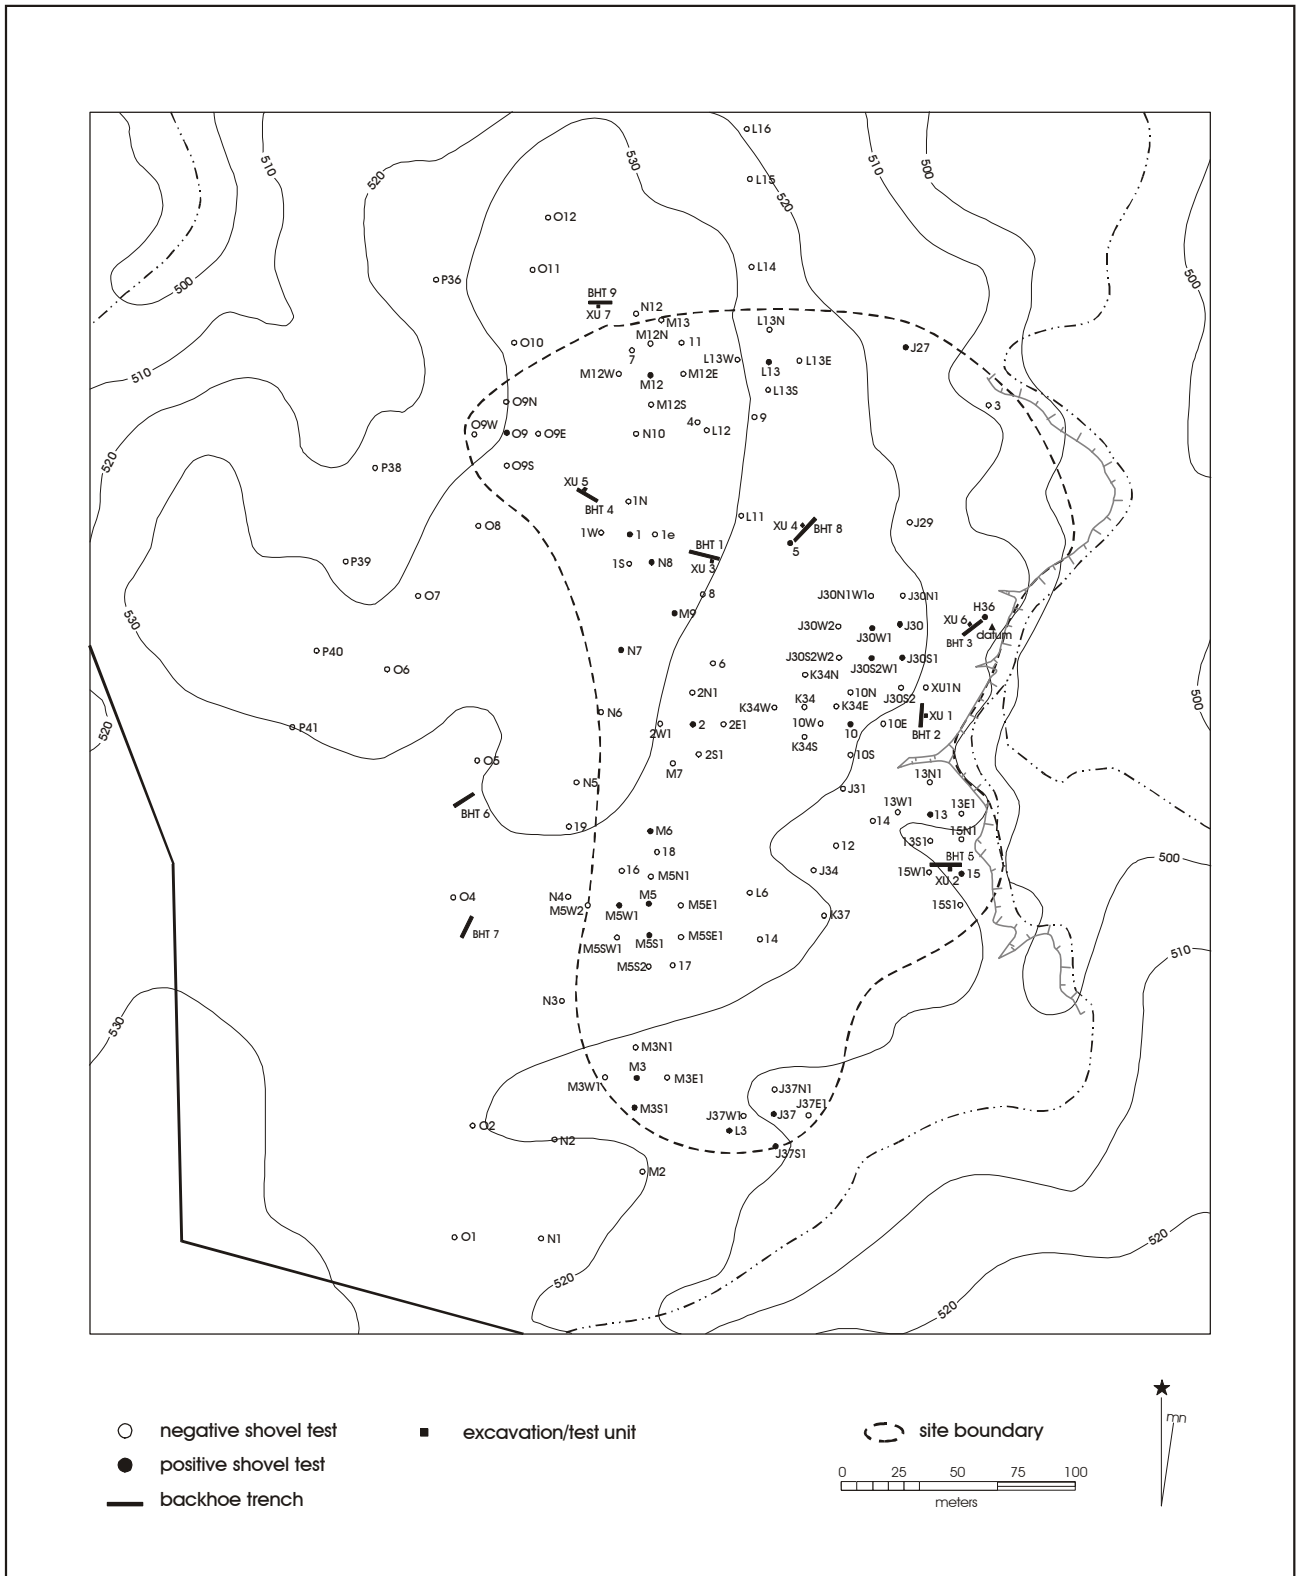 L16
530
510
500
510
520
L15
520
O12
L14
O11
P36
500
500
BHT 9
XU 7
N12
M13
L13N
M12N
11
O10
7
J27
L13W
L13E
L13
510
M12W
M12
M12E
L13S
O9N
M12S
3
9
4
L12
O9W
O9
O9E
N10
520
P38
O9S
XU 5
1N
BHT 4
L11
XU 4
BHT 8
J29
O8
1W
1
1e
5
BHT 1
P39
1S
N8
XU 3
O7
8
J30N1W1
J30N1
530
M9
H36
XU 6
J30W2
J30W1
J30
datum
BHT 3
P40
N7
J30S2W2
J30S2W1
J30S1
O6
6
K34N
XU1N
2N1
10N
J30S2
500
K34W
K34
K34E
N6
XU 1
P41
2W1
2
2E1
10W
10
10E
520
BHT 2
K34S
2S1
10S
O5
M7
13N1
N5
J31
13W1
13E1
BHT 6
14
13
19
M6
15N1
12
13S1
18
BHT 5
500
16
M5N1
J34
15W1
15
XU 2
O4
N4
M5
L6
M5W2
M5W1
M5E1
15S1
K37
BHT 7
M5SW1
M5S1
M5SE1
14
510
M5S2
17
N3
530
M3N1
M3
M3W1
M3E1
J37N1
M3S1
J37E1
J37W1
J37
O2
L3
N2
J37S1
M2
O1
N1
520
520
520
negative shovel test
excavation/test unit
site boundary
positive shovel test
backhoe trench
0 25 50 75 100
meters
mn